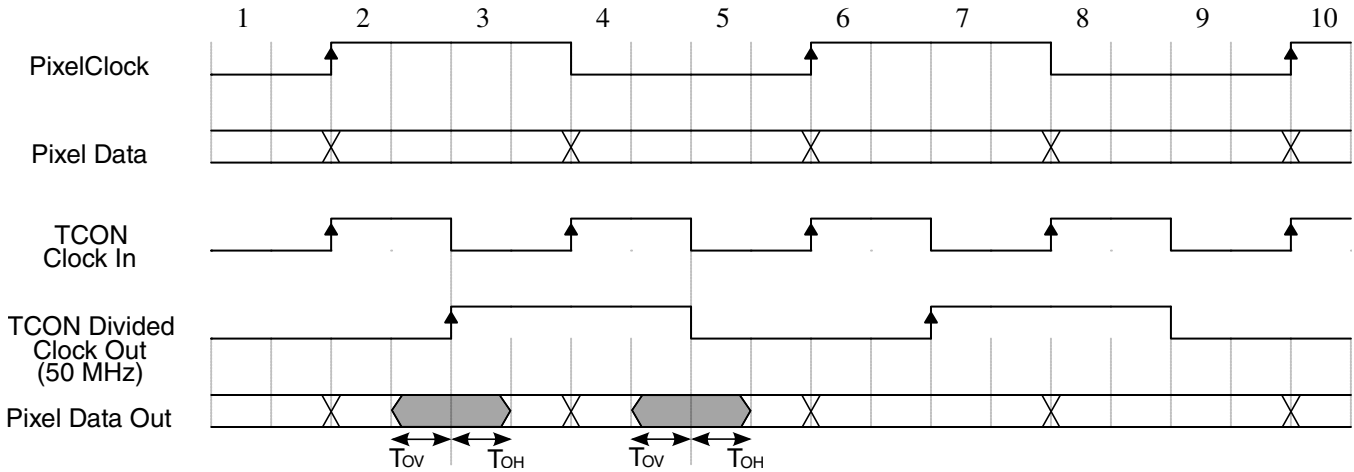 1 2 3 4 5 6 7 8 9 10
PixelClock
Pixel Data
TCON
Clock In
TCON Divided
Clock Out
(50 MHz)
Pixel Data Out
TOV TOH TOV TOH